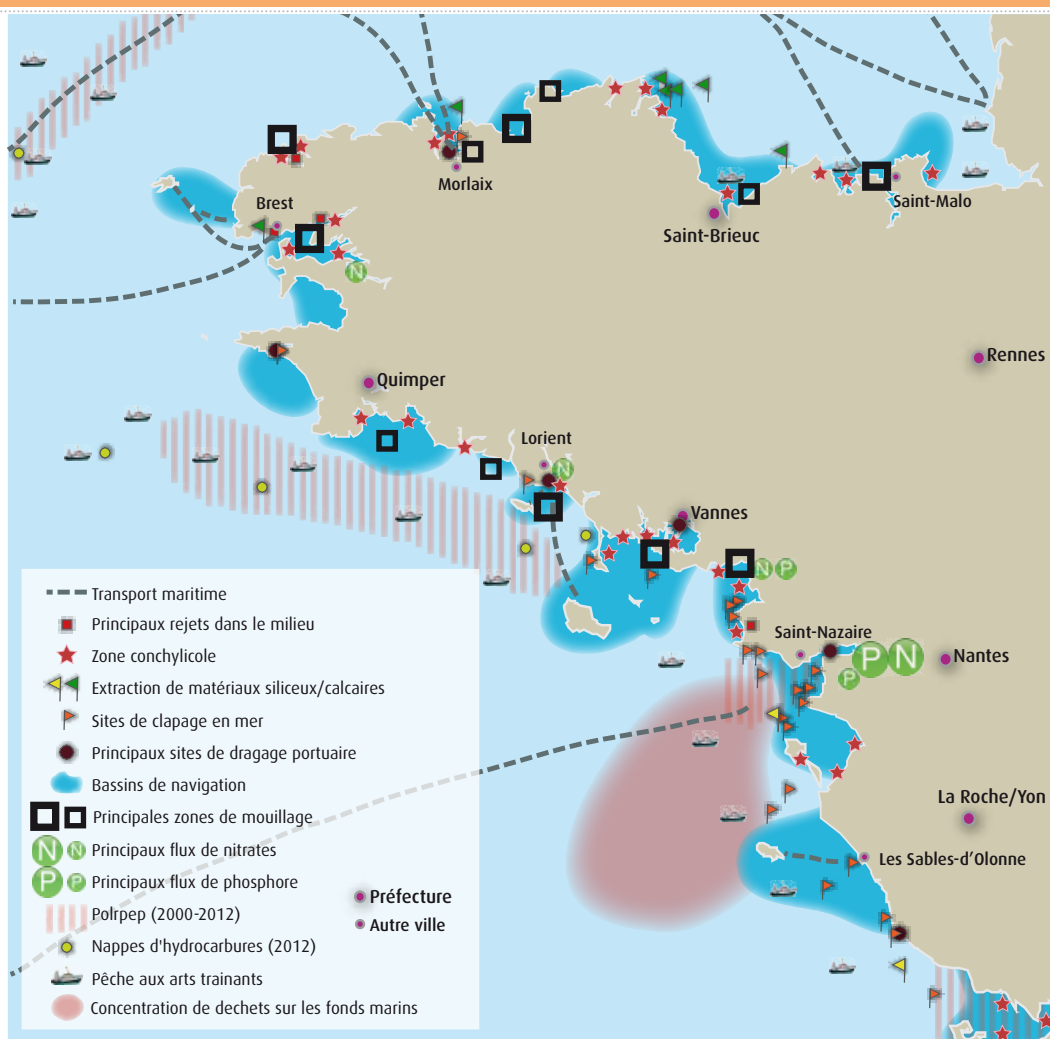 Morlaix
Brest
Saint-Malo
Saint-Brieuc
N
Rennes
Quimper
Lorient
N
Vannes
N P
Saint-Nazaire
P N
P
Nantes
La Roche/Yon
Les Sables-d'Olonne
Transport maritime
Principaux rejets dans le milieu
Zone conchylicole
Extraction de matériaux siliceux/calcaires
Sites de clapage en mer
Principaux sites de dragage portuaire
Bassins de navigation
Principales zones de mouillage
N N Principaux flux de nitrates
P P Principaux flux de phosphore
Polrpep (2000-2012)
Nappes d'hydrocarbures (2012)
Pêche aux arts trainants
Concentration de dechets sur les fonds marins
Préfecture
Autre ville